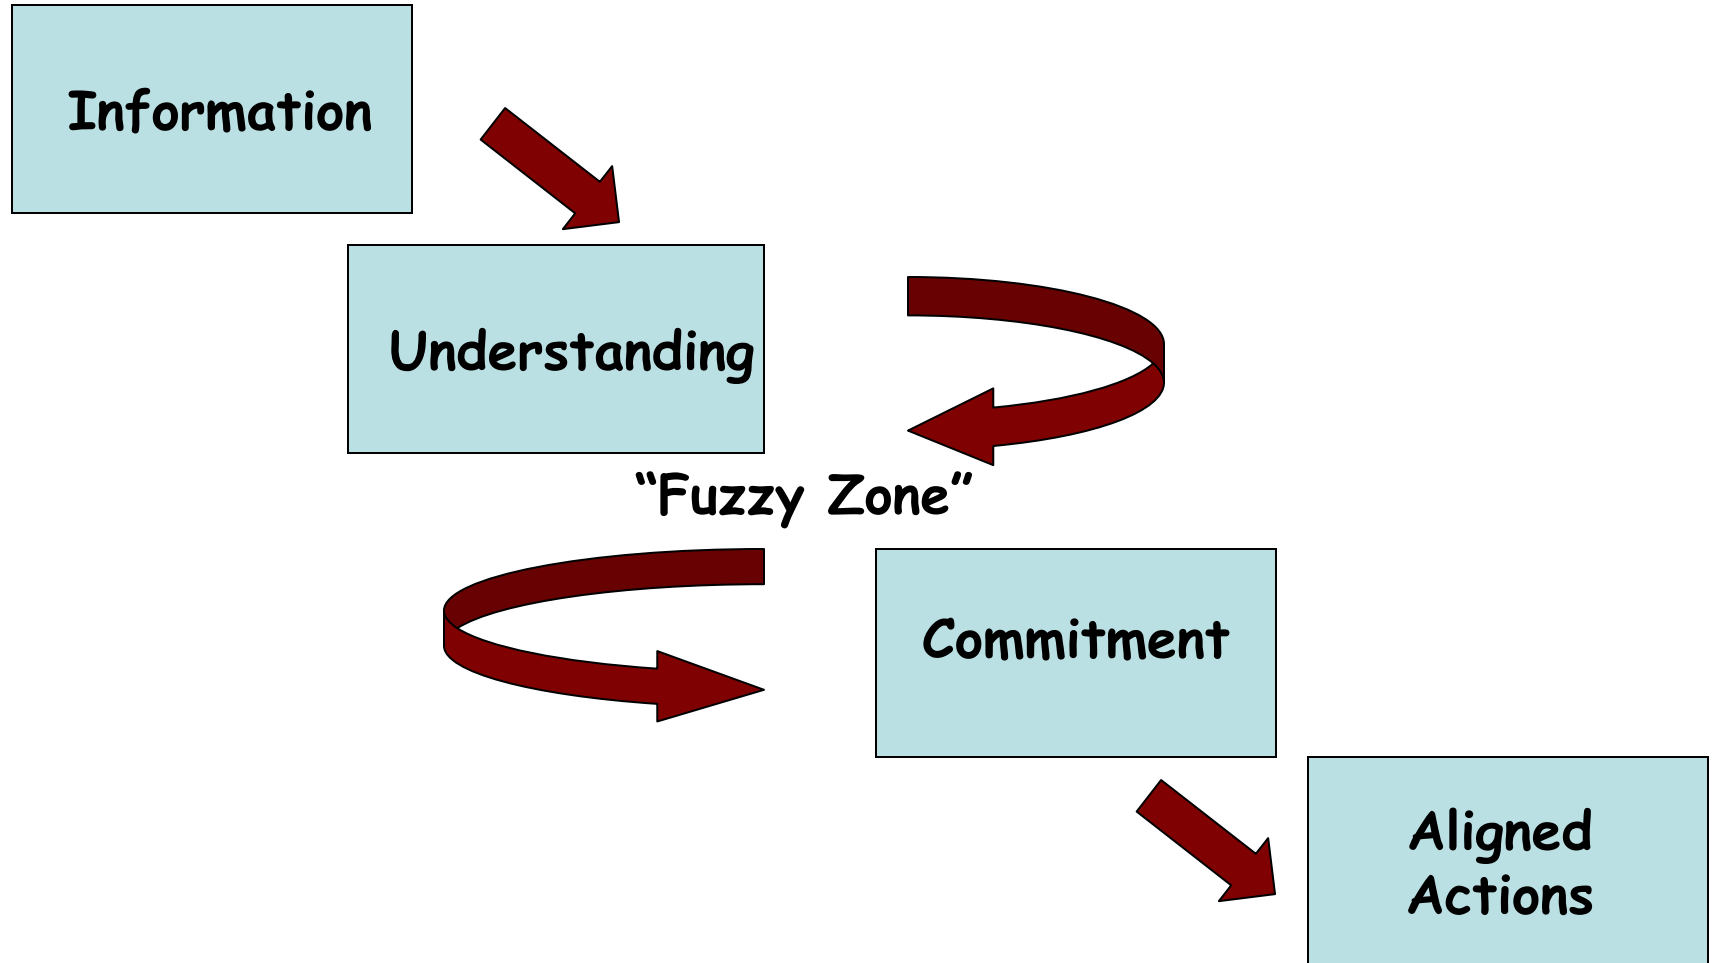 Information
Understanding
“Fuzzy Zone”
Commitment
Aligned
Actions